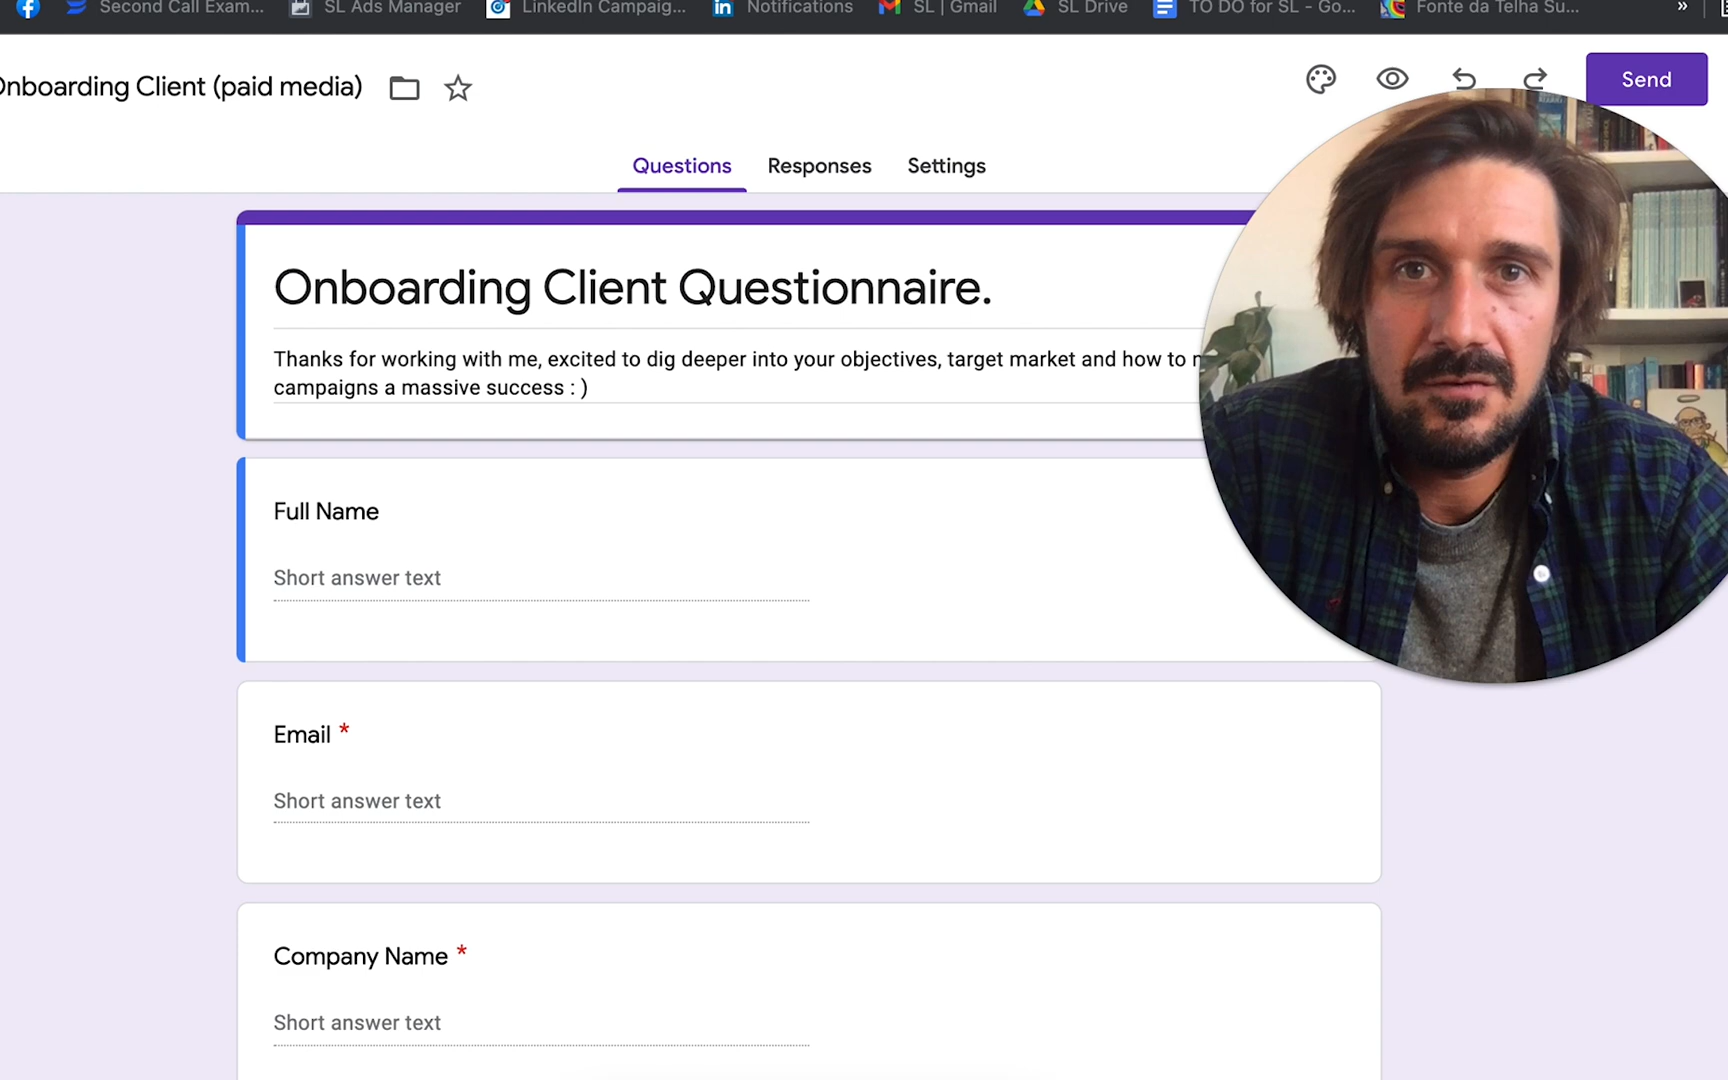 Second Call Exam...
SL Ads Manager
LinkedIn Campaig...
Notifications
SL | Gmail
SL Drive
TO DO for SL - Go...
Fonte da Telha Su...
»
Onboarding Client (paid media)
Send
Questions
Responses
Settings
Onboarding Client Questionnaire.
Thanks for working with me, excited to dig deeper into your objectives, target market and how to
campaigns a massive success : )
Full Name
Short answer text
Email *
Short answer text
Company Name *
Short answer text